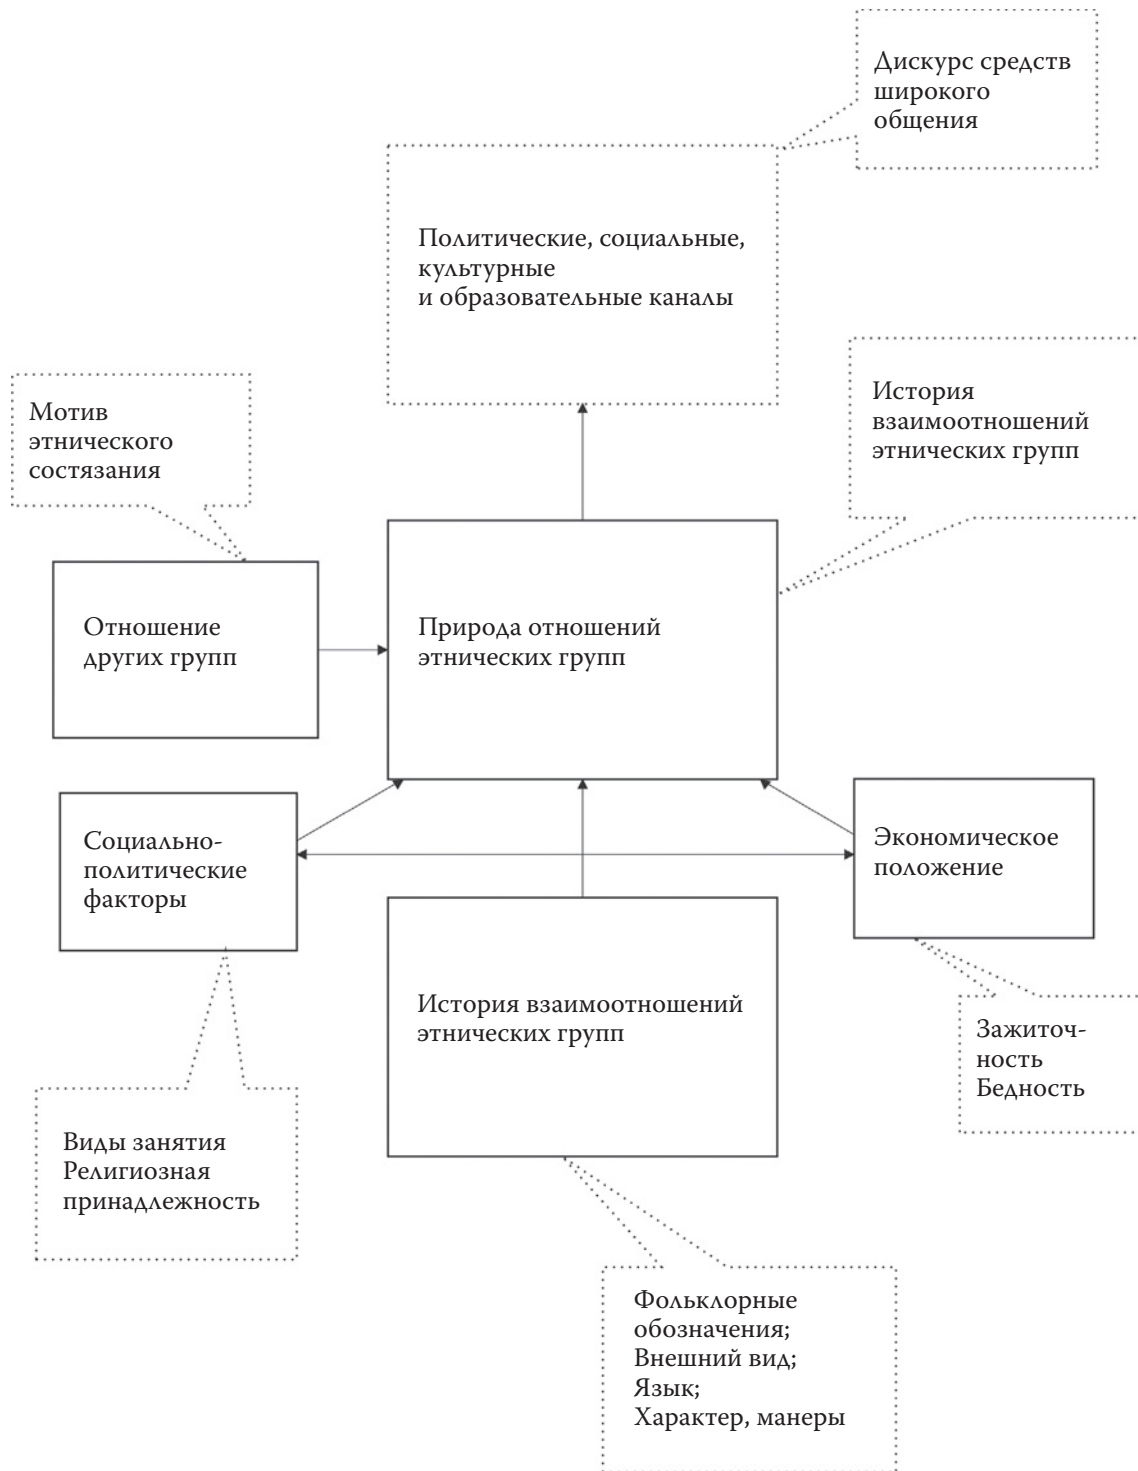 Дискурс средств
широкого
общения
Политические, социальные,
культурные
и образовательные каналы
История
взаимоотношений
этнических групп
Мотив
этнического
состязания
Отношение
других групп
Природа отношений
этнических групп
Социально-
политические
факторы
Экономическое
положение
История взаимоотношений
этнических групп
Зажиточ-
ность
Бедность
Виды занятия
Религиозная
принадлежность
Фольклорные
обозначения;
Внешний вид;
Язык;
Характер, манеры